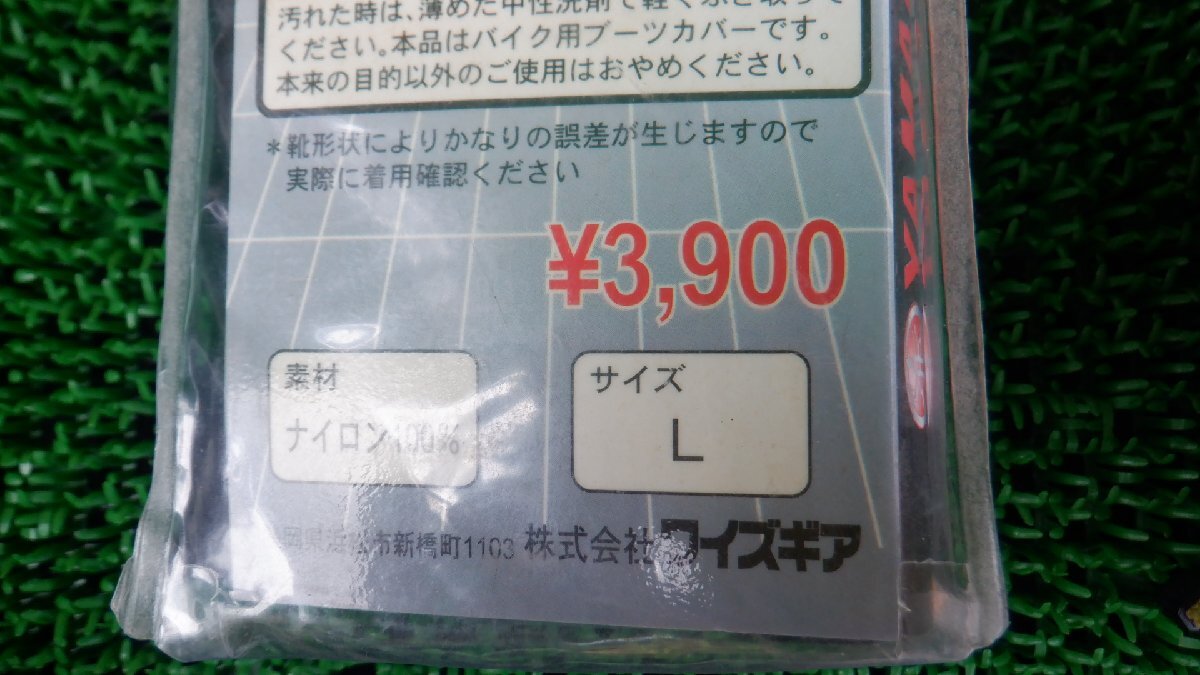 汚れた時は、薄めた中性洗剤で軽くふき取って
ください。本品はバイク用ブーツカバーです。
本来の目的以外のご使用はおやめください。
*靴形状によりかなりの誤差が生じますので
実際に着用確認ください
¥3,900
素材
ナイロン100%
サイズ
L
岡県浜松市新橋町1103 株式会社ワイズギア
YAMAHA